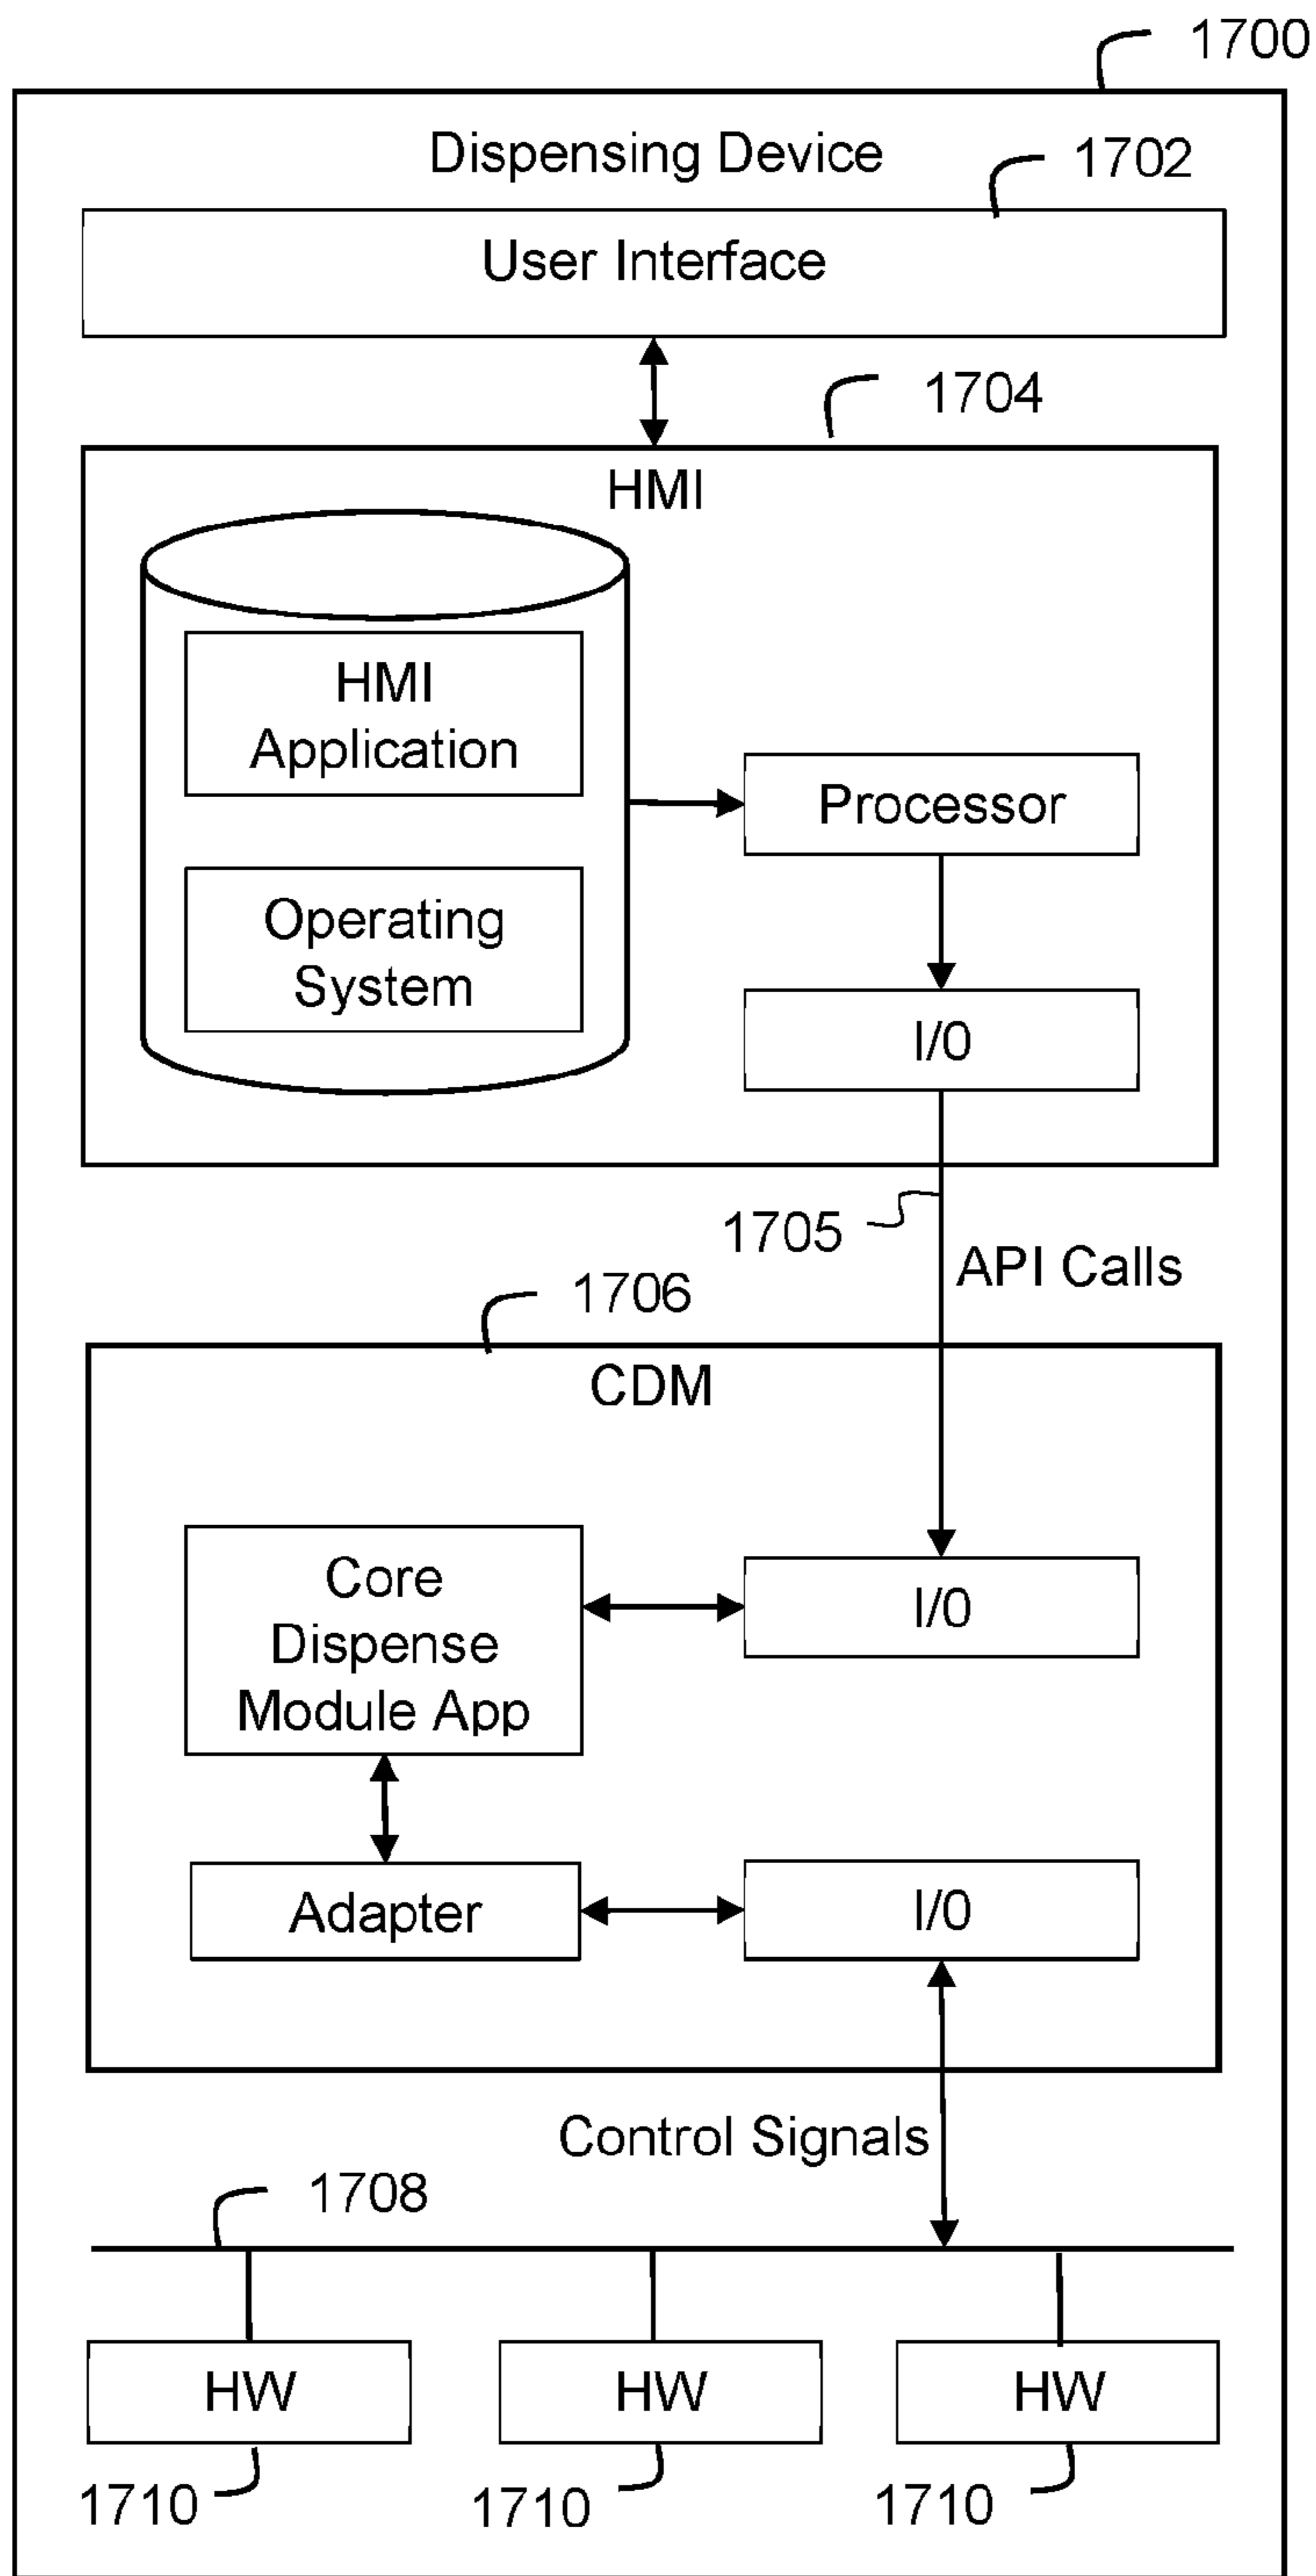 1700
Dispensing Device
1702
User Interface
1704
HMI
HMI
Application
Processor
Operating
System
I/0
1705
API Calls
1706
CDM
Core
Dispense
Module App
I/0
Adapter
I/0
Control Signals
1708
HW
HW
HW
1710
1710
1710